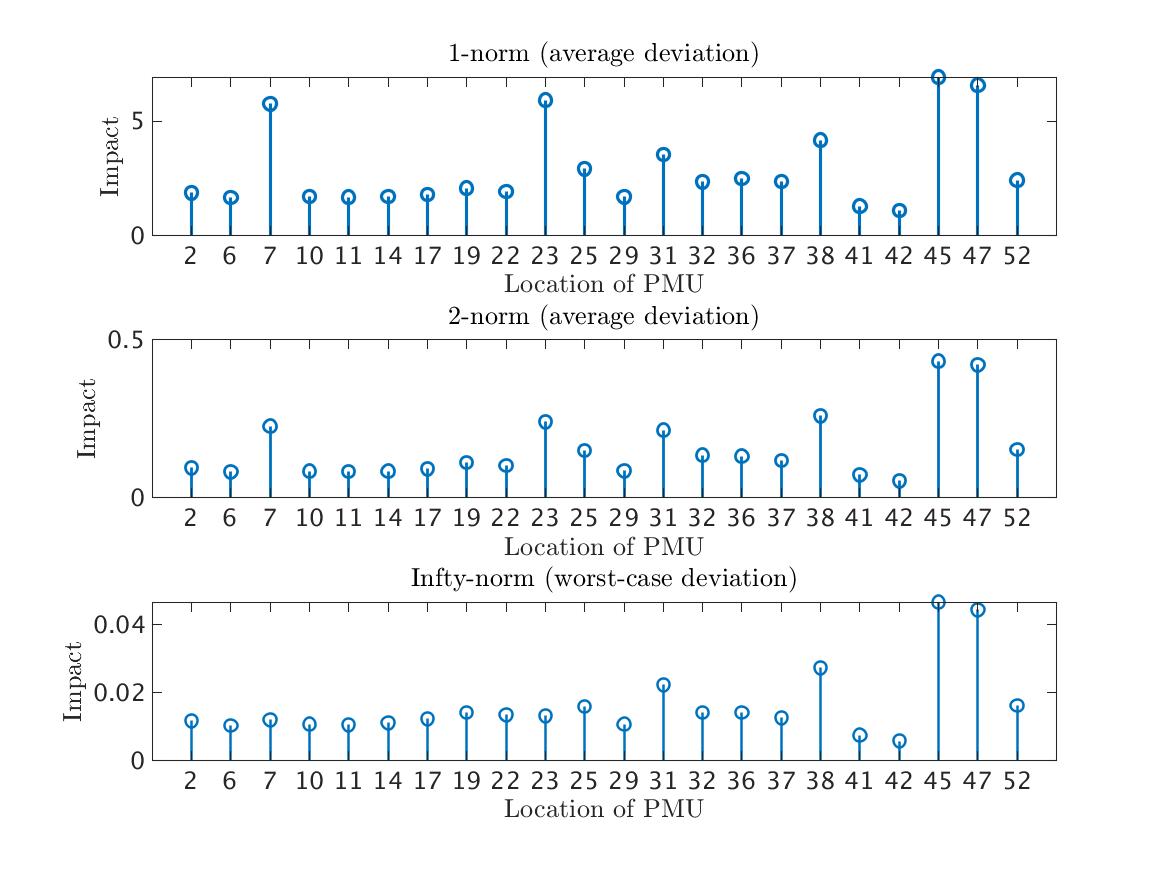 1-norm (average deviation)
Impact
5
0
2 6 7 10 11 14 17 19 22 23 25 29 31 32 36 37 38 41 42 45 47 52
Location of PMU
2-norm (average deviation)
Impact
0.5
0
2 6 7 10 11 14 17 19 22 23 25 29 31 32 36 37 38 41 42 45 47 52
Location of PMU
Infty-norm (worst-case deviation)
Impact
0.04
0.02
0
2 6 7 10 11 14 17 19 22 23 25 29 31 32 36 37 38 41 42 45 47 52
Location of PMU